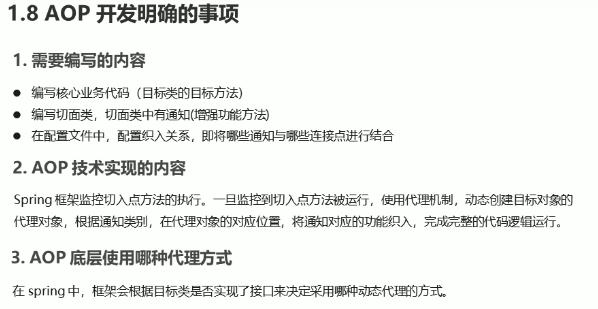 1.8 AOP 开发明确的事项
1. 需要编写的内容
● 编写核心业务代码（目标类的目标方法）
● 编写切面类，切面类中有通知(增强功能方法)
● 在配置文件中，配置织入关系，即将哪些通知与哪些连接点进行结合
2. AOP 技术实现的内容
Spring 框架监控切入点方法的执行。一旦监控到切入点方法被运行，使用代理机制，动态创建目标对象的
代理对象，根据通知类别，在代理对象的对应位置，将通知对应的功能织入，完成完整的代码逻辑运行。
3. AOP 底层使用哪种代理方式
在 spring 中，框架会根据目标类是否实现了接口来决定采用哪种动态代理的方式。